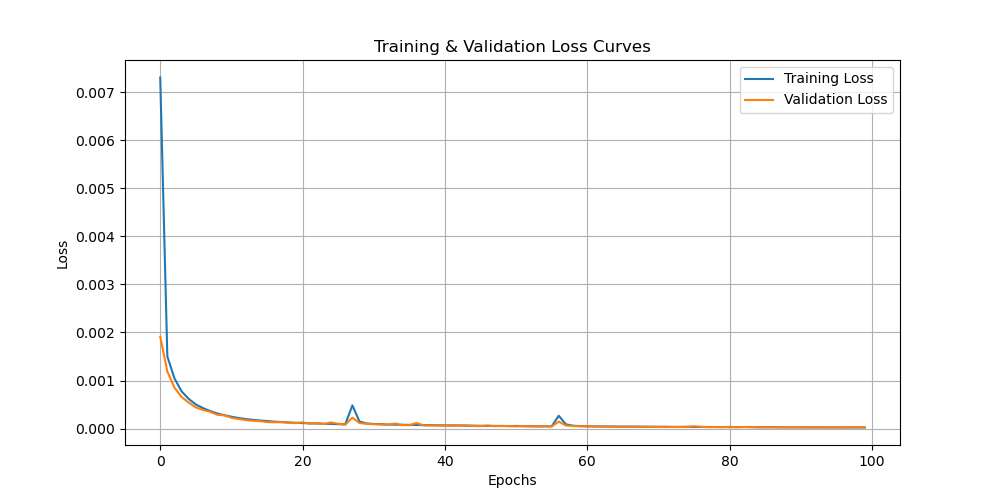 Training & Validation Loss Curves
Training Loss
Validation Loss
0.007
0.006
0.005
0.004
0.003
0.002
0.001
0.000
Loss
0 20 40 60 80 100
Epochs